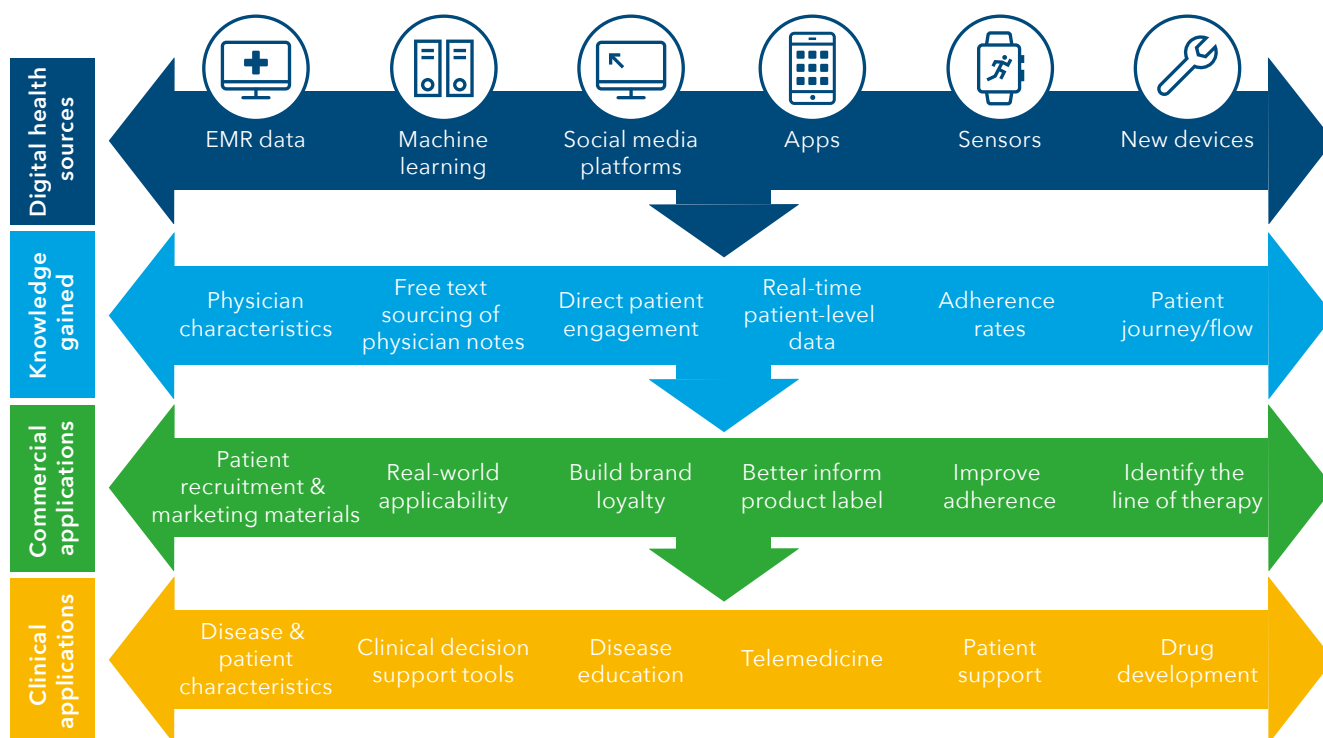 Digital health
sources
EMR data
Machine
learning
Social media
platforms
Apps
Sensors
New devices
Knowledge
gained
Physician
characteristics
Free text
sourcing of
physician notes
Direct patient
engagement
Real-time
patient-level
data
Adherence
rates
Patient
journey/flow
Commercial
applications
Patient
recruitment &
marketing materials
Real-world
applicability
Build brand
loyalty
Better inform
product label
Improve
adherence
Identify the
line of therapy
Clinical
applications
Disease &
patient
characteristics
Clinical decision
support tools
Disease
education
Telemedicine
Patient
support
Drug
development